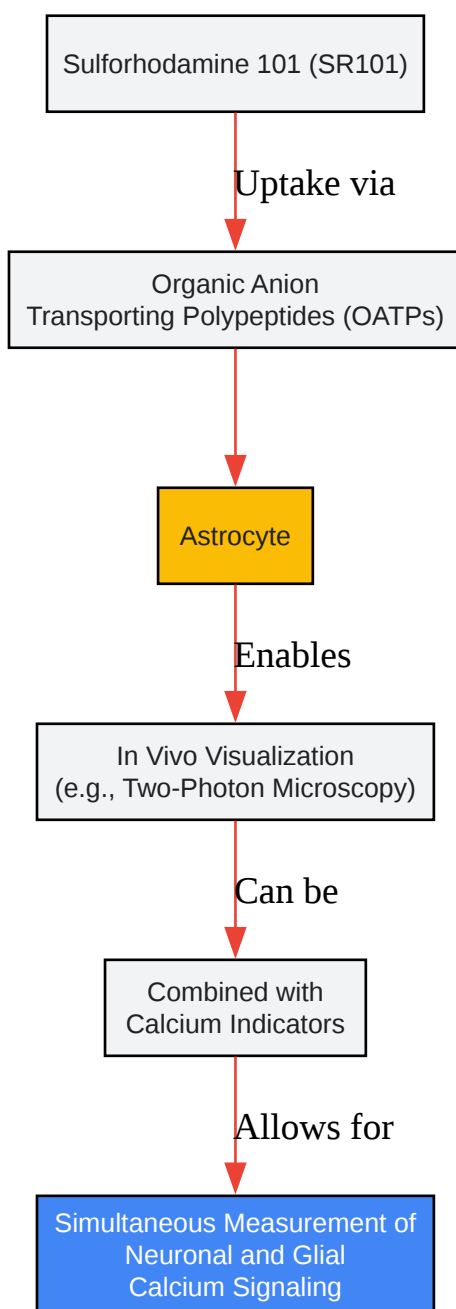 Sulforhodamine 101 (SR101)
Uptake via
Organic Anion
Transporting Polypeptides (OATPs)
Astrocyte
Enables
In Vivo Visualization
(e.g., Two-Photon Microscopy)
Can be
Combined with
Calcium Indicators
Allows for
Simultaneous Measurement of
Neuronal and Glial
Calcium Signaling